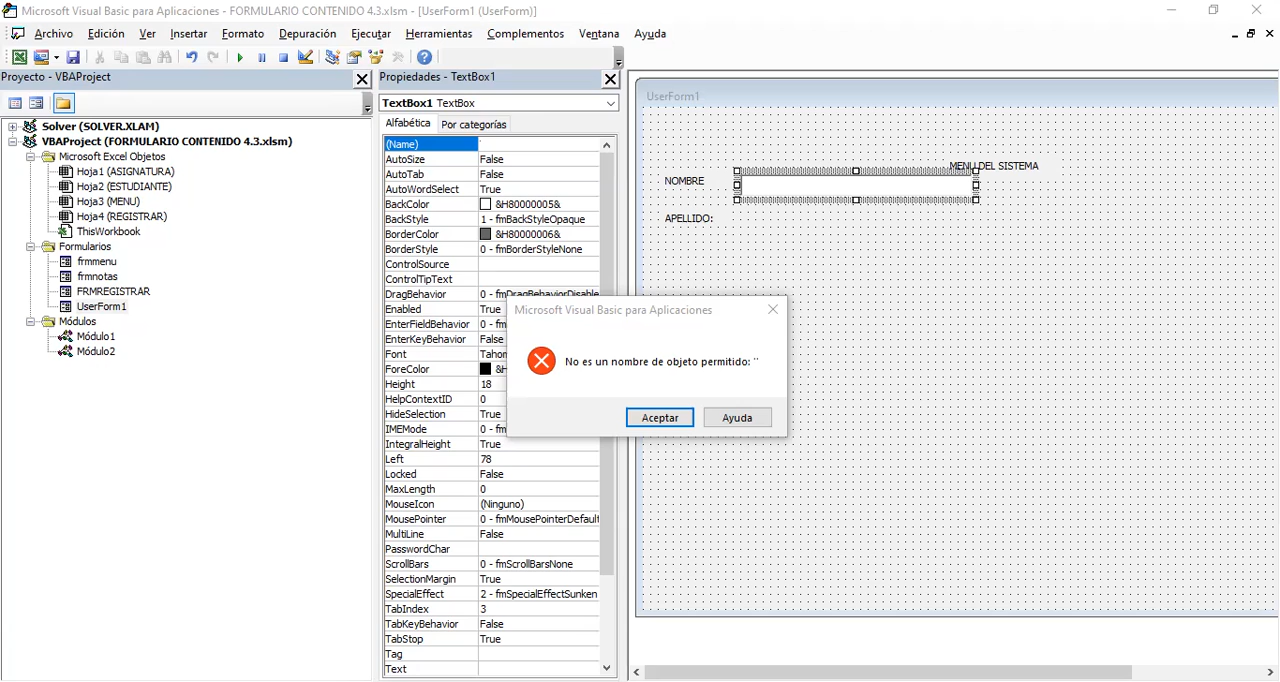 Microsoft Visual Basic para Aplicaciones - FORMULARIO CONTENIDO 4.3.xlsm - [UserForm1 (UserForm)]
Archivo Edición Ver Insertar Formato Depuración Ejecutar Herramientas Complementos Ventana Ayuda
Proyecto - VBAProject
Solver (SOLVER.XLAM)
VBAProject (FORMULARIO CONTENIDO 4.3.xlsm)
Microsoft Excel Objetos
Hoja1 (ASIGNATURA)
Hoja2 (ESTUDIANTE)
Hoja3 (MENU)
Hoja4 (REGISTRAR)
ThisWorkbook
Formularios
frmmenu
frmnotas
FRMREGISTRAR
UserForm1
Módulos
Módulo1
Módulo2
Propiedades - TextBox1
TextBox1 TextBox
Alfabética Por categorías
(Name)
AutoSize False
AutoTab False
AutoWordSelect True
BackColor &H80000005&
BackStyle 1 - fmBackStyleOpaque
BorderColor &H80000006&
BorderStyle 0 - fmBorderStyleNone
ControlSource
ControlTipText
DragBehavior 0 - fmDragBehaviorDisable
Enabled True
EnterFieldBehavior 0 - fm
EnterKeyBehavior False
Font Tahom
ForeColor &H
Height 18
HelpContextID 0
HideSelection True
IMEMode 0 - fm
IntegralHeight True
Left 78
Locked False
MaxLength 0
MouseIcon (Ninguno)
MousePointer 0 - fmMousePointerDefault
MultiLine False
PasswordChar
ScrollBars 0 - fmScrollBarsNone
SelectionMargin True
SpecialEffect 2 - fmSpecialEffectSunken
TabIndex 3
TabKeyBehavior False
TabStop True
Tag
Text
UserForm1
MENU DEL SISTEMA
NOMBRE
APELLIDO:
Microsoft Visual Basic para Aplicaciones
No es un nombre de objeto permitido: ''
Aceptar Ayuda